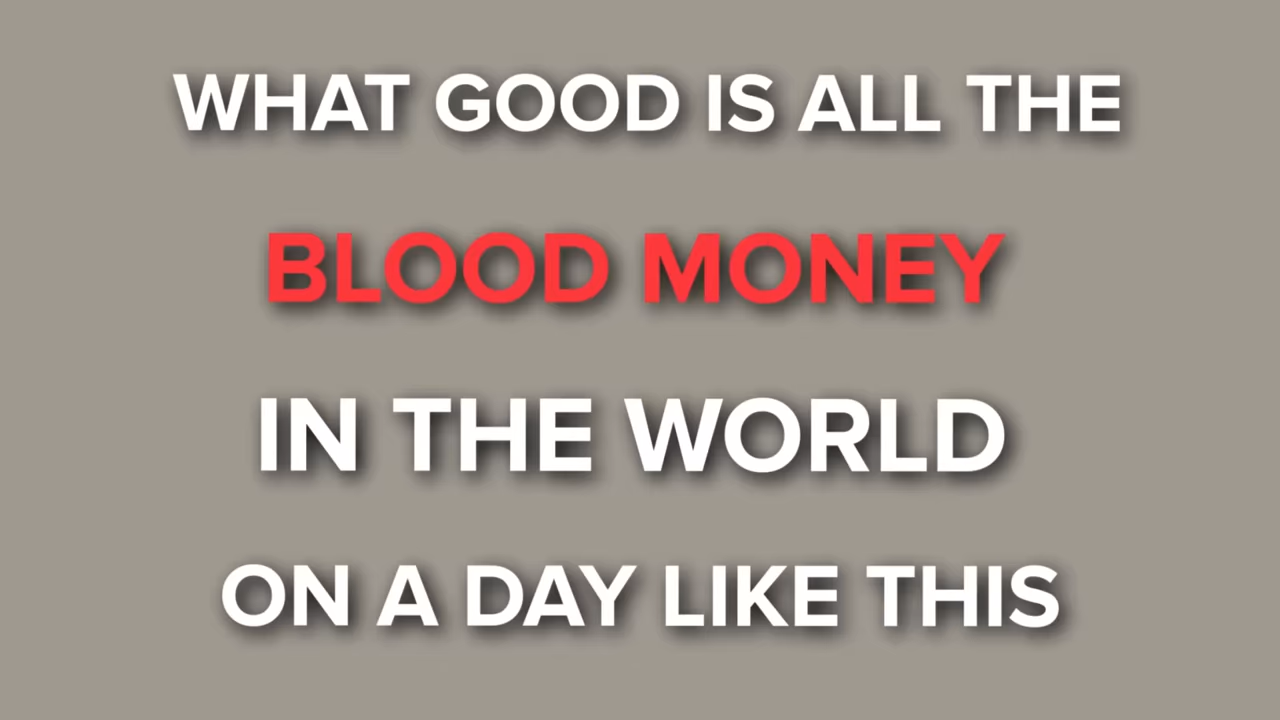 WHAT GOOD IS ALL THE
BLOOD MONEY
IN THE WORLD
ON A DAY LIKE THIS